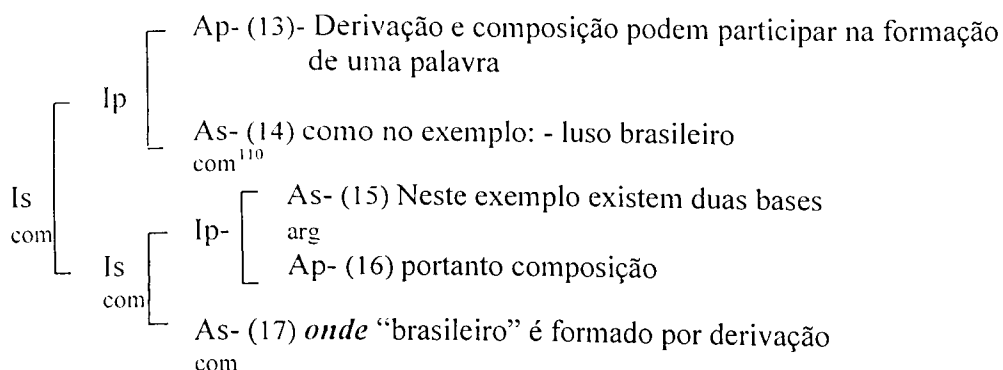 Ap- (13)- Derivação e composição podem participar na formação
de uma palavra
Ip
As- (14) como no exemplo: - luso brasileiro
com110
Is
com
As- (15) Neste exemplo existem duas bases
arg
Ip-
Ap- (16) portanto composição
Is
com
As- (17) onde “brasileiro” é formado por derivação
com